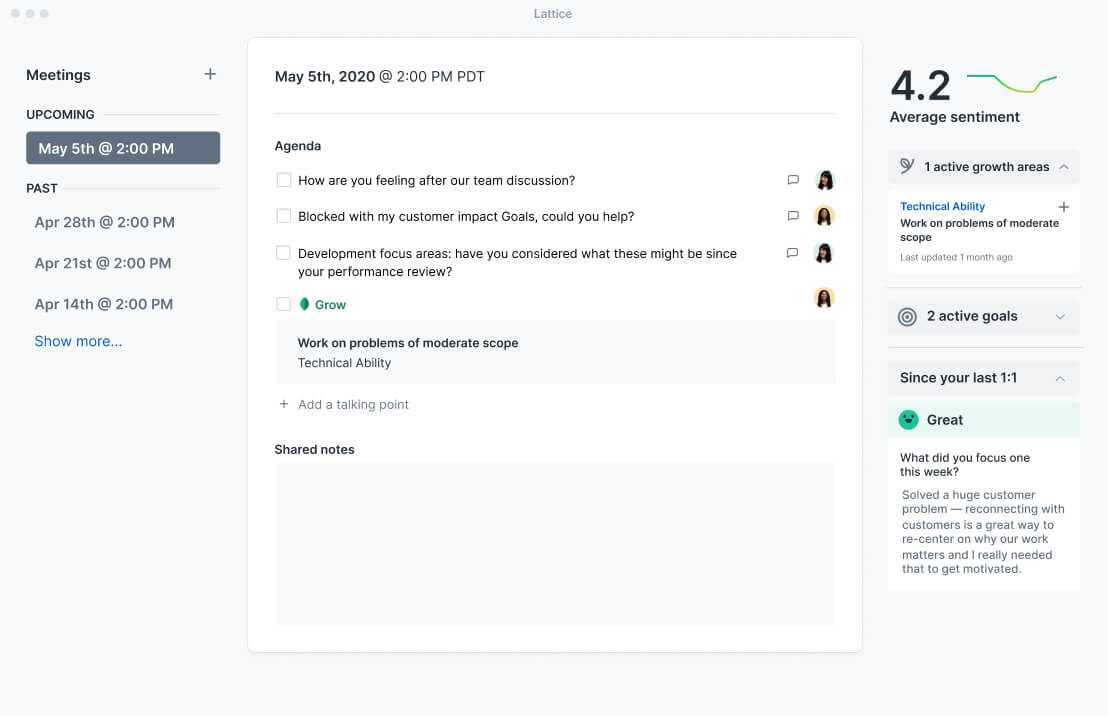 Lattice
Meetings
UPCOMING
May 5th @ 2:00 PM
PAST
Apr 28th @ 2:00 PM
Apr 21st @ 2:00 PM
Apr 14th @ 2:00 PM
Show more...
May 5th, 2020 @ 2:00 PM PDT
Agenda
How are you feeling after our team discussion?
Blocked with my customer impact Goals, could you help?
Development focus areas: have you considered what these might be since
your performance review?
Grow
Work on problems of moderate scope
Technical Ability
+ Add a talking point
Shared notes
4.2
Average sentiment
1 active growth areas
Technical Ability
Work on problems of moderate
scope
Last updated 1 month ago
2 active goals
Since your last 1:1
Great
What did you focus one
this week?
Solved a huge customer
problem — reconnecting with
customers is a great way to
re-center on why our work
matters and I really needed
that to get motivated.